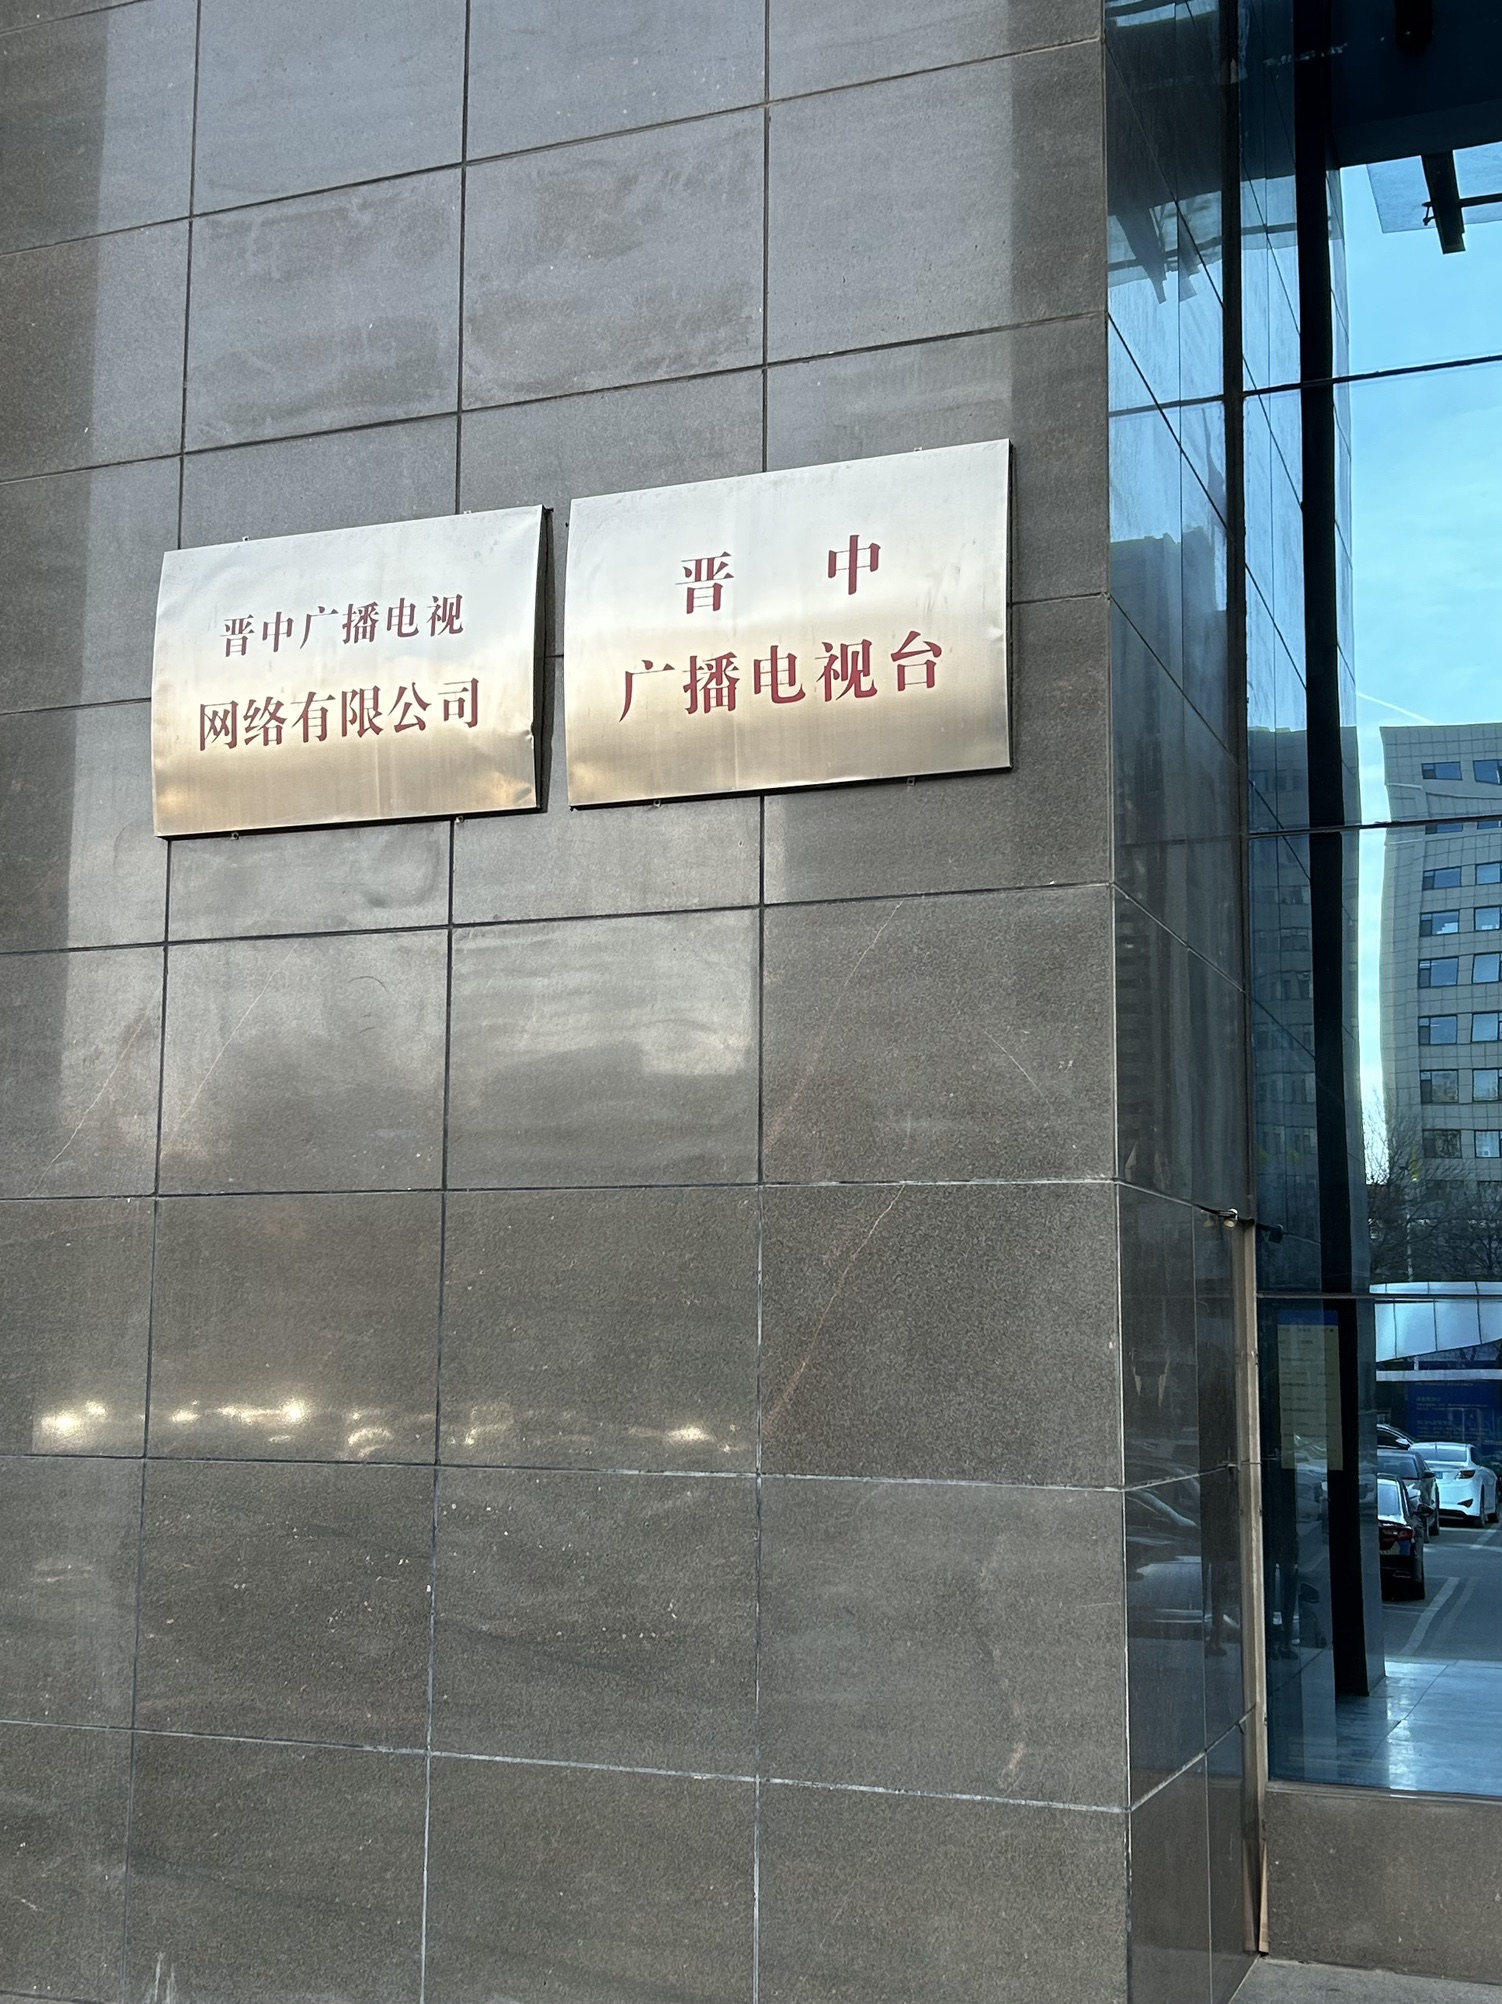 晋中广播电视
网络有限公司
晋 中
广播电视台